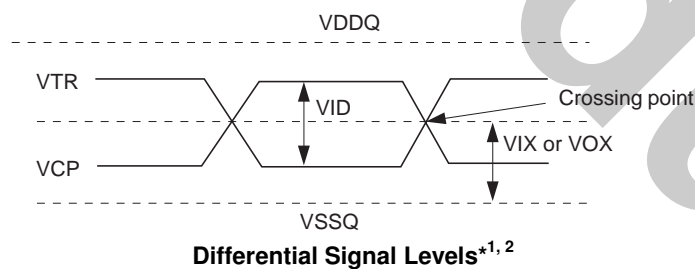 VDDQ
VTR
VID
Crossing point
VIX or VOX
VCP
VSSQ
Differential Signal Levels*1, 2